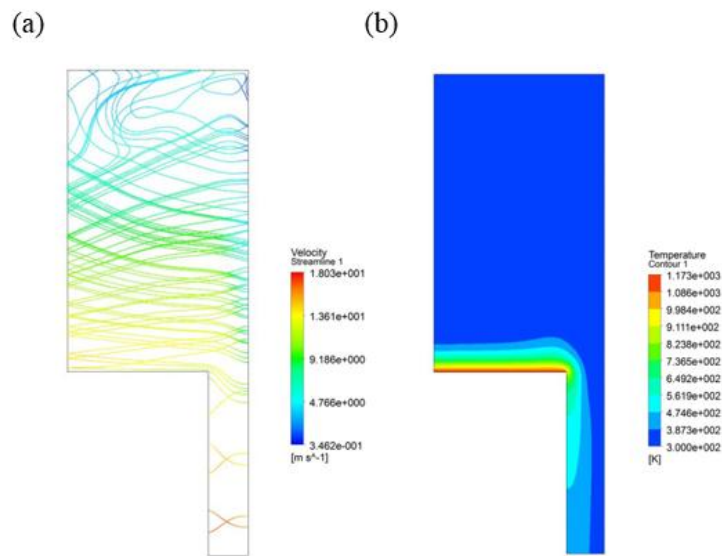 (a)
(b)
Velocity
Streamline 1
1.803e+001
1.361e+001
9.186e+000
4.766e+000
3.462e-001
[m s^-1]
Temperature
Contour 1
1.173e+003
1.086e+003
9.984e+002
9.111e+002
8.238e+002
7.365e+002
6.492e+002
5.619e+002
4.746e+002
3.873e+002
3.000e+002
[K]